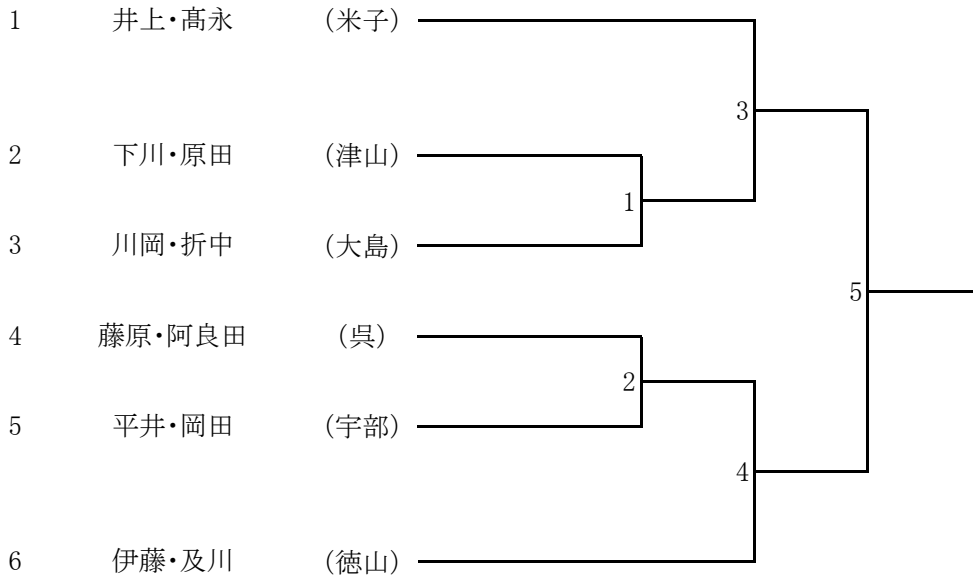 1 井上・髙永 (米子)
3
2 下川・原田 (津山)
1
3 川岡・折中 (大島)
5
4 藤原・阿良田 (呉)
2
5 平井・岡田 (宇部)
4
6 伊藤・及川 (徳山)